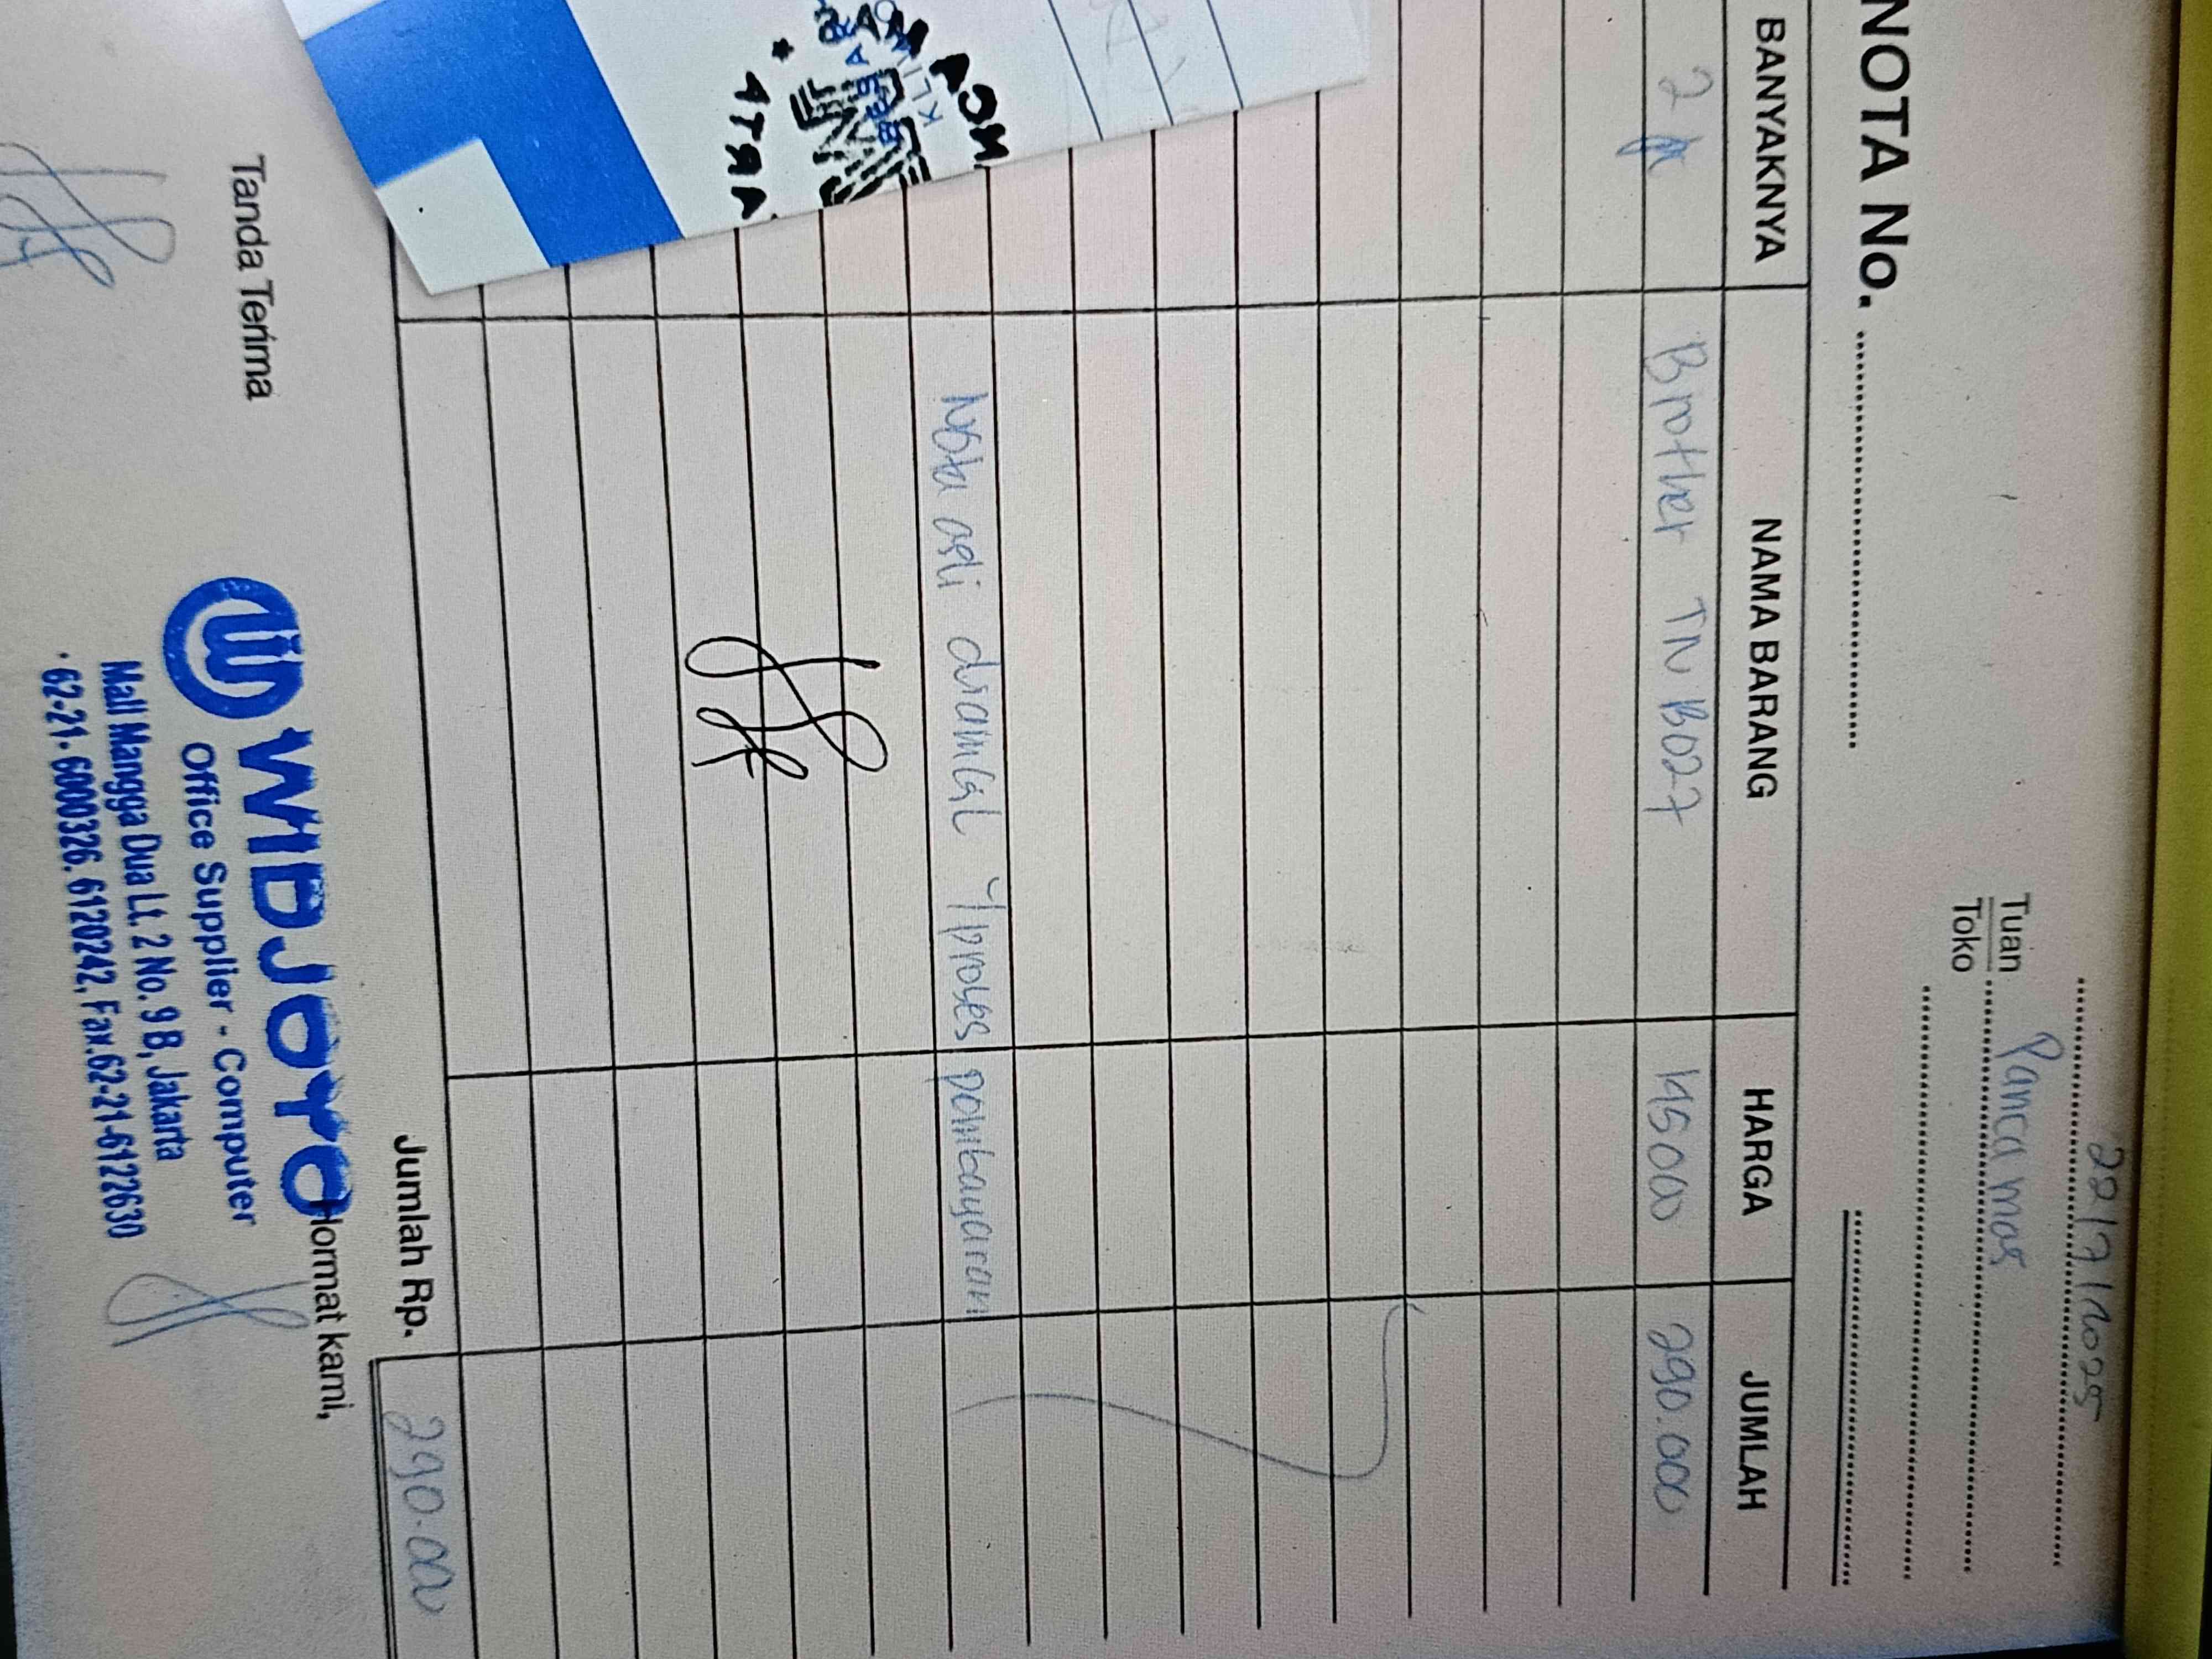 22/7/2025
Tuan Panca mas
Toko
NOTA No.
BANYAKNYA NAMA BARANG HARGA JUMLAH
2 Brother TN B027 145000 290.000
Nota asli diambil proses pembayaran
Jumlah Rp. 290.000
Tanda Terima Hormat kami,
WIDJOYO
Office Supplier - Computer
Mall Mangga Dua Lt. 2 No. 9 B, Jakarta
62-21- 6000326. 6120242, Fax.62-21-6122630